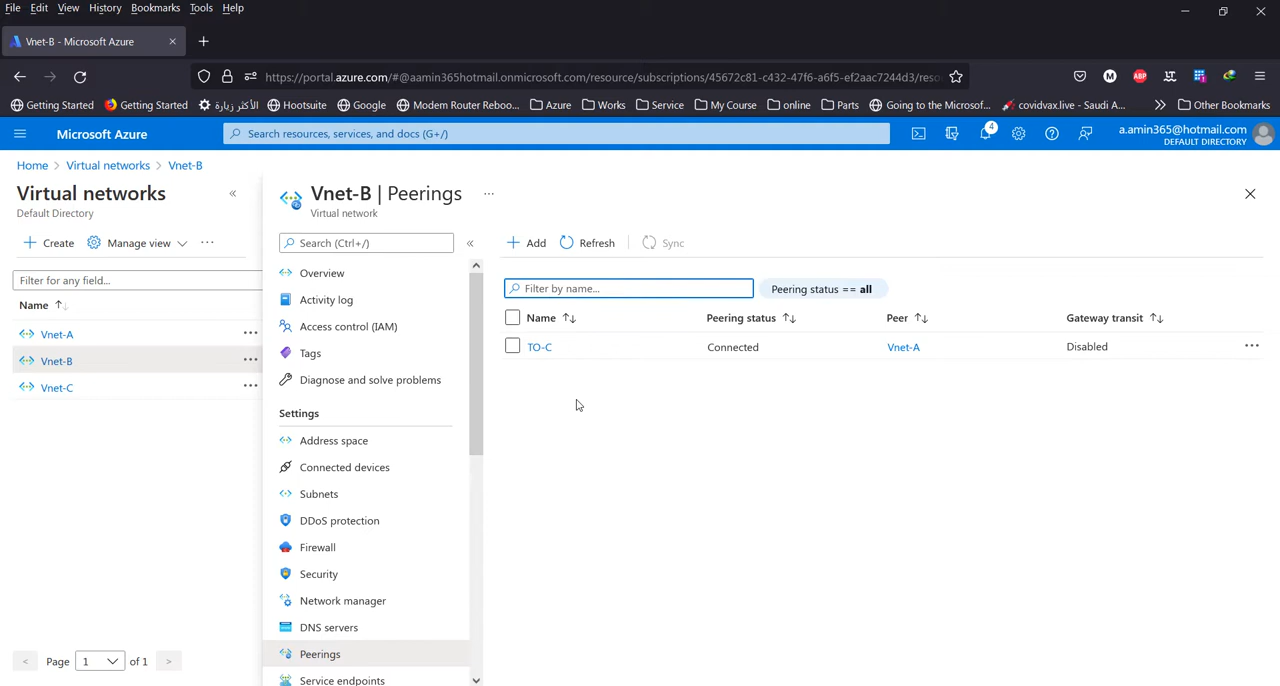 File Edit View History Bookmarks Tools Help
Vnet-B - Microsoft Azure
https://portal.azure.com/#@aamin365hotmail.onmicrosoft.com/resource/subscriptions/45672c81-c432-47f6-a6f5-ef2aac7244d3/reso
Getting Started Getting Started الأكثر زيارة Hootsuite Google Modem Router Reboo... Azure Works Service My Course online Parts Going to the Microsof... covidvax.live - Saudi A... Other Bookmarks
Microsoft Azure
Search resources, services, and docs (G+/)
4
a.amin365@hotmail.com
DEFAULT DIRECTORY
Home > Virtual networks > Vnet-B
Virtual networks
Default Directory
Create Manage view ...
Filter for any field...
Name
Vnet-A
Vnet-B
Vnet-C
< Page 1 of 1 >
Vnet-B | Peerings ...
Virtual network
Search (Ctrl+/)
Overview
Activity log
Access control (IAM)
Tags
Diagnose and solve problems
Settings
Address space
Connected devices
Subnets
DDoS protection
Firewall
Security
Network manager
DNS servers
Peerings
Service endpoints
Add Refresh Sync
Filter by name...
Peering status == all
Name Peering status Peer Gateway transit
TO-C Connected Vnet-A Disabled